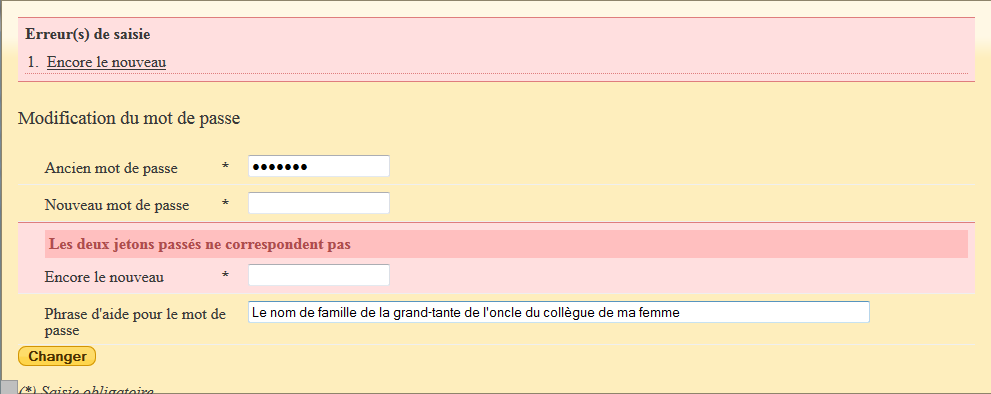 Erreur(s) de saisie
1. Encore le nouveau
Modification du mot de passe
Ancien mot de passe * •••••••
Nouveau mot de passe *
Les deux jetons passés ne correspondent pas
Encore le nouveau *
Phrase d'aide pour le mot de passe Le nom de famille de la grand-tante de l'oncle du collègue de ma femme
Changer
(*) Saisie obligatoire